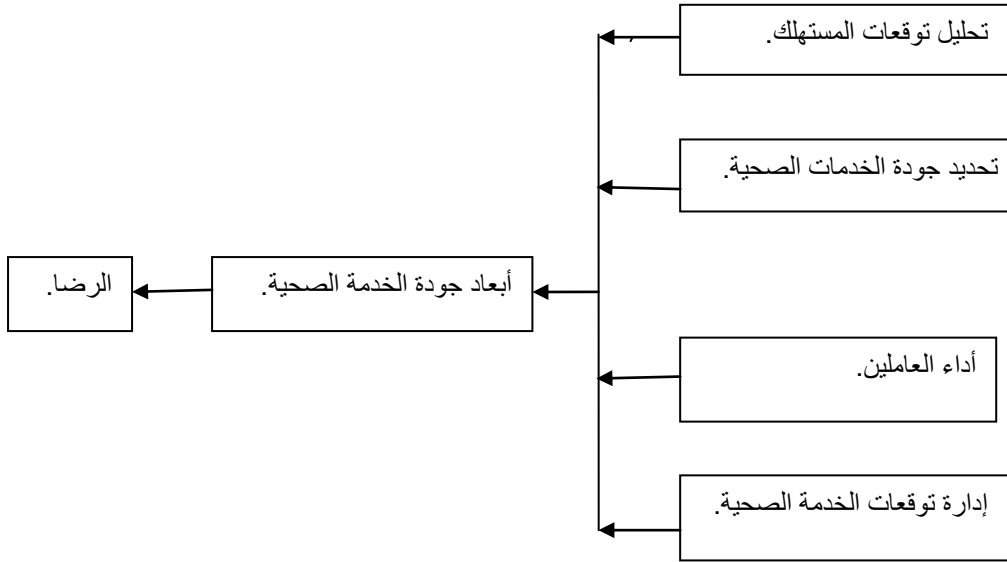 تحليل توقعات المستهلك.
تحديد جودة الخدمات الصحية.
أبعاد جودة الخدمة الصحية.
الرضا.
أداء العاملين.
إدارة توقعات الخدمة الصحية.